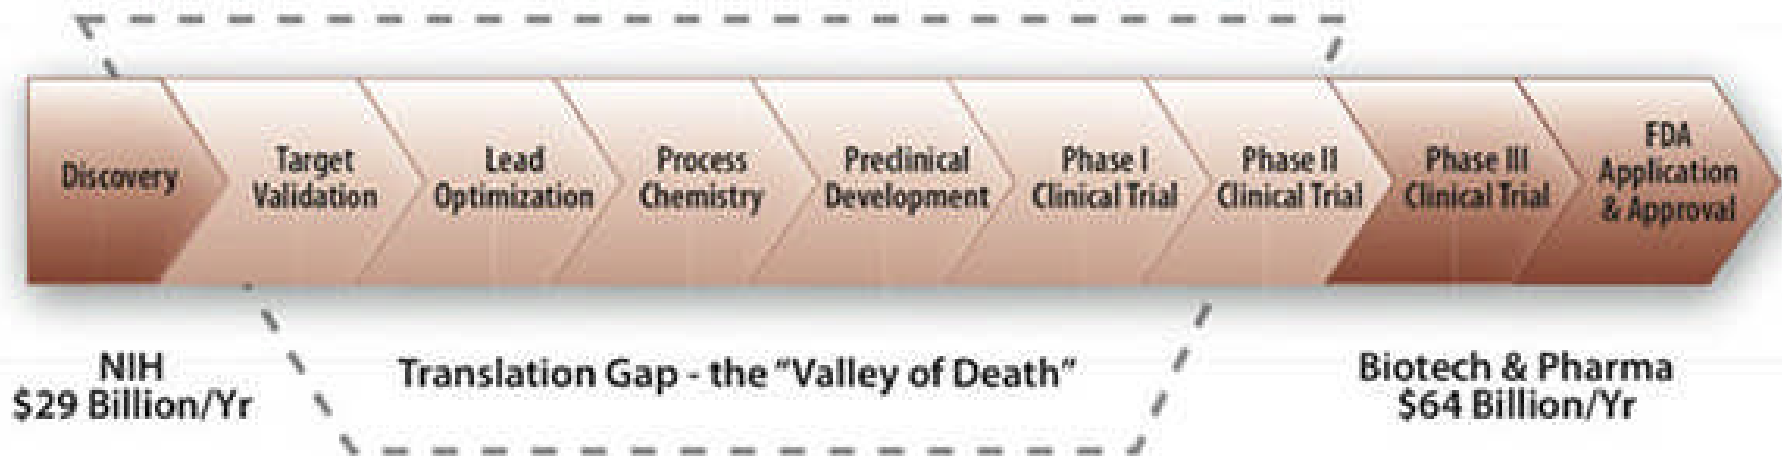 Discovery
Target
Validation
Lead
Optimization
Process
Chemistry
Preclinical
Development
Phase I
Clinical Trial
Phase II
Clinical Trial
Phase III
Clinical Trial
FDA
Application
& Approval
NIH
$29 Billion/Yr
Translation Gap - the “Valley of Death”
Biotech & Pharma
$64 Billion/Yr